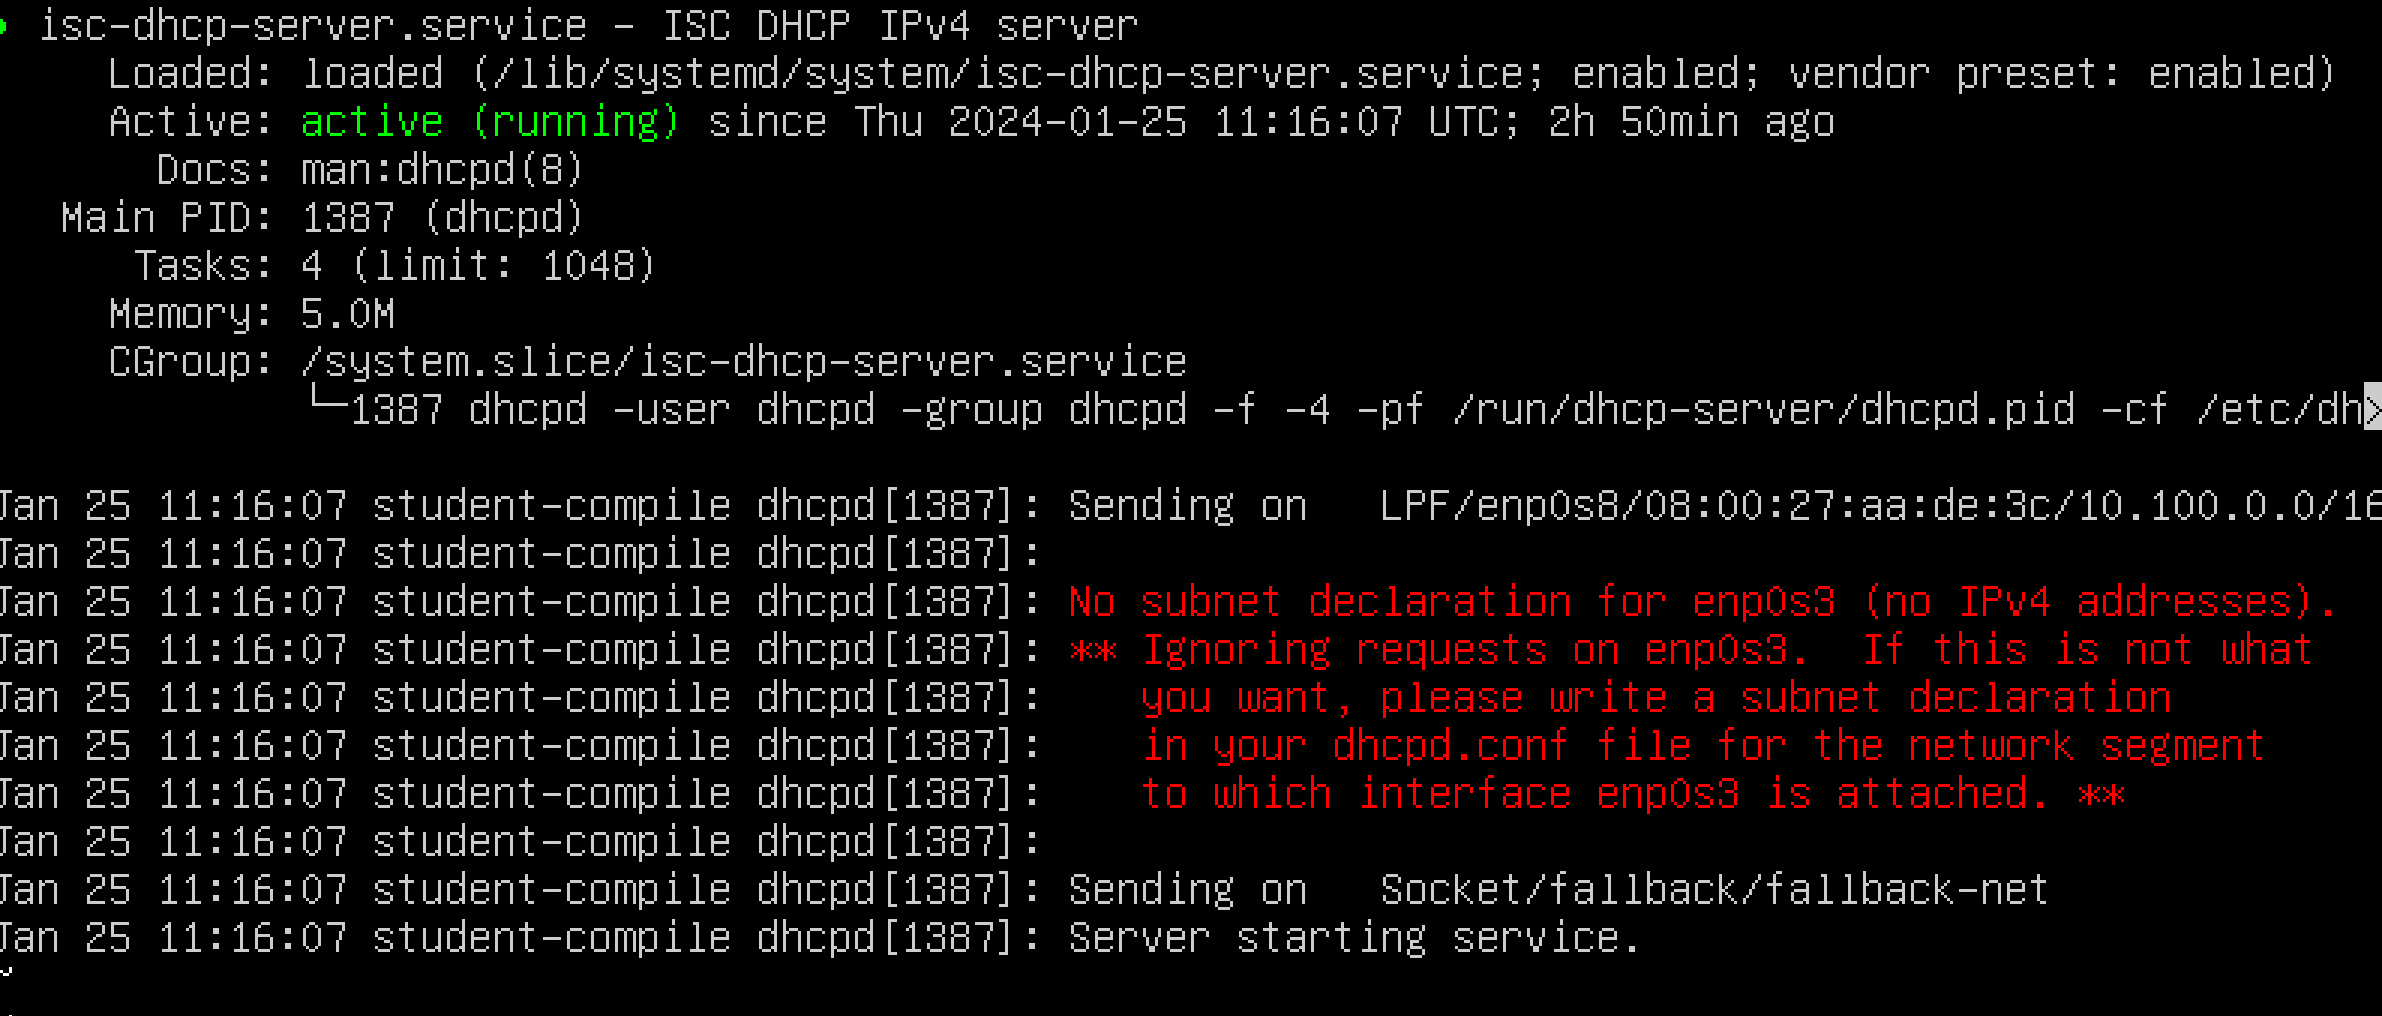 isc-dhcp-server.service - ISC DHCP IPv4 server
Loaded: loaded (/lib/systemd/system/isc-dhcp-server.service; enabled; vendor preset: enabled)
Active: active (running) since Thu 2024-01-25 11:16:07 UTC; 2h 50min ago
Docs: man:dhcpd(8)
Main PID: 1387 (dhcpd)
Tasks: 4 (limit: 1048)
Memory: 5.0M
CGroup: /system.slice/isc-dhcp-server.service
└─1387 dhcpd -user dhcpd -group dhcpd -f -4 -pf /run/dhcp-server/dhcpd.pid -cf /etc/dh>
Jan 25 11:16:07 student-compile dhcpd[1387]: Sending on   LPF/enp0s8/08:00:27:aa:de:3c/10.100.0.0/16
Jan 25 11:16:07 student-compile dhcpd[1387]:
Jan 25 11:16:07 student-compile dhcpd[1387]: No subnet declaration for enp0s3 (no IPv4 addresses).
Jan 25 11:16:07 student-compile dhcpd[1387]: ** Ignoring requests on enp0s3.  If this is not what
Jan 25 11:16:07 student-compile dhcpd[1387]:    you want, please write a subnet declaration
Jan 25 11:16:07 student-compile dhcpd[1387]:    in your dhcpd.conf file for the network segment
Jan 25 11:16:07 student-compile dhcpd[1387]:    to which interface enp0s3 is attached. **
Jan 25 11:16:07 student-compile dhcpd[1387]:
Jan 25 11:16:07 student-compile dhcpd[1387]: Sending on   Socket/fallback/fallback-net
Jan 25 11:16:07 student-compile dhcpd[1387]: Server starting service.
~